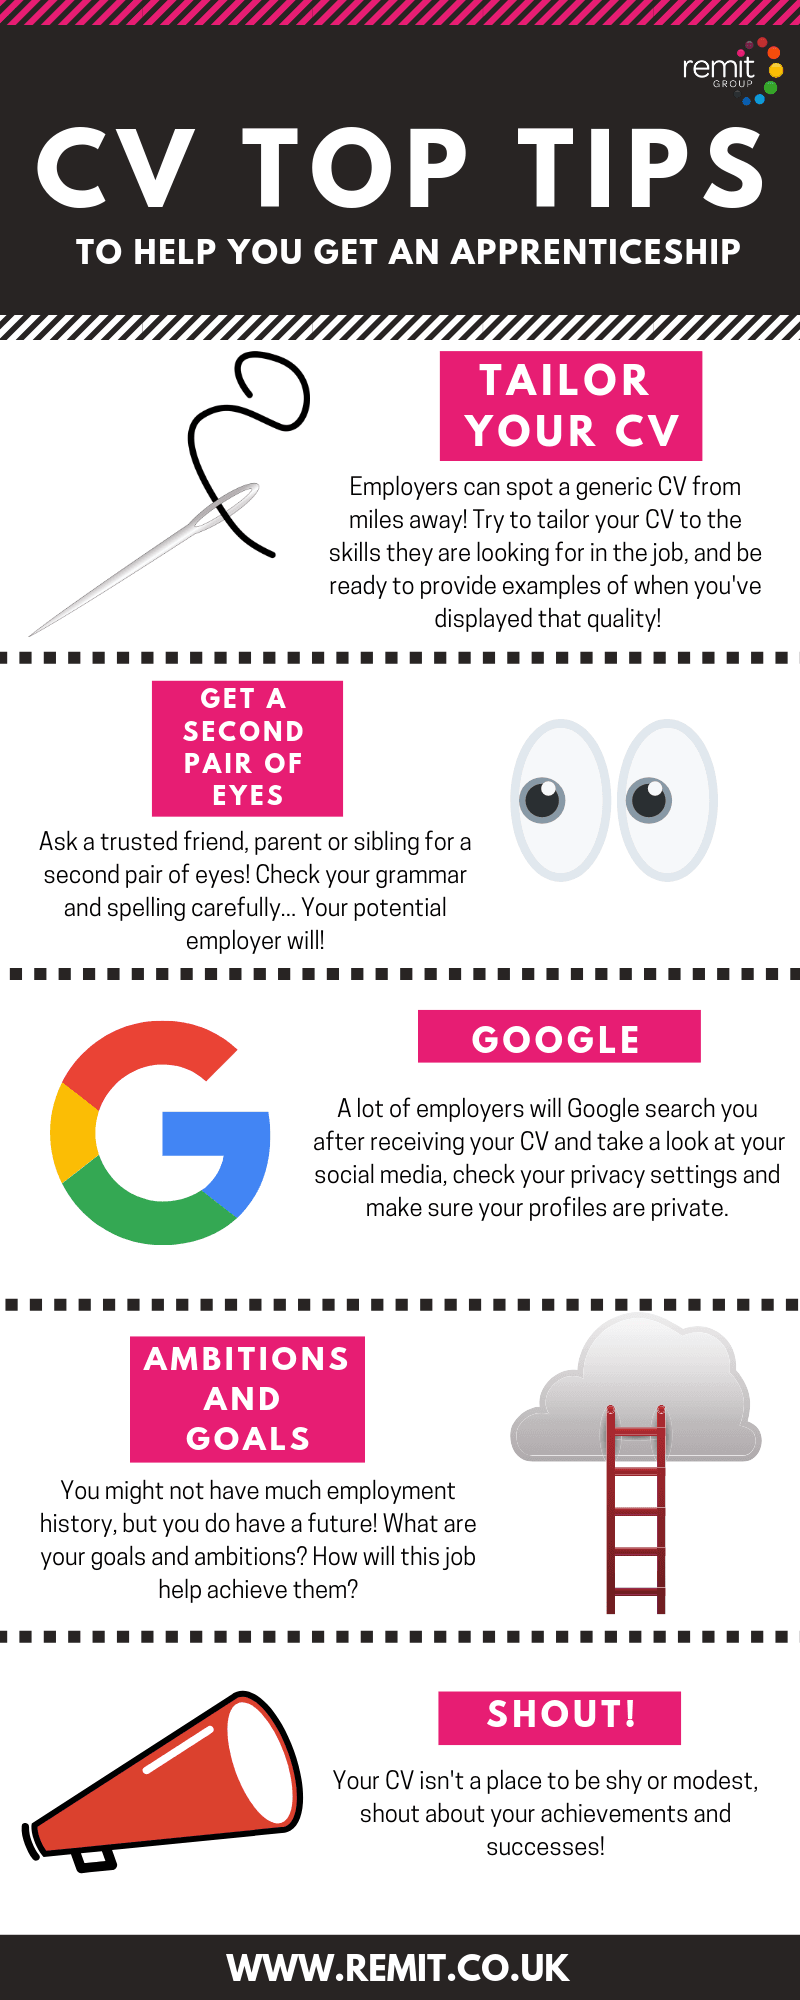 remit
GROUP
CV TOP TIPS
TO HELP YOU GET AN APPRENTICESHIP
TAILOR
YOUR CV
Employers can spot a generic CV from
miles away! Try to tailor your CV to the
skills they are looking for in the job, and be
ready to provide examples of when you've
displayed that quality!
GET A
SECOND
PAIR OF
EYES
Ask a trusted friend, parent or sibling for a
second pair of eyes! Check your grammar
and spelling carefully... Your potential
employer will!
GOOGLE
A lot of employers will Google search you
after receiving your CV and take a look at your
social media, check your privacy settings and
make sure your profiles are private.
AMBITIONS
AND
GOALS
You might not have much employment
history, but you do have a future! What are
your goals and ambitions? How will this job
help achieve them?
SHOUT!
Your CV isn't a place to be shy or modest,
shout about your achievements and
successes!
WWW.REMIT.CO.UK